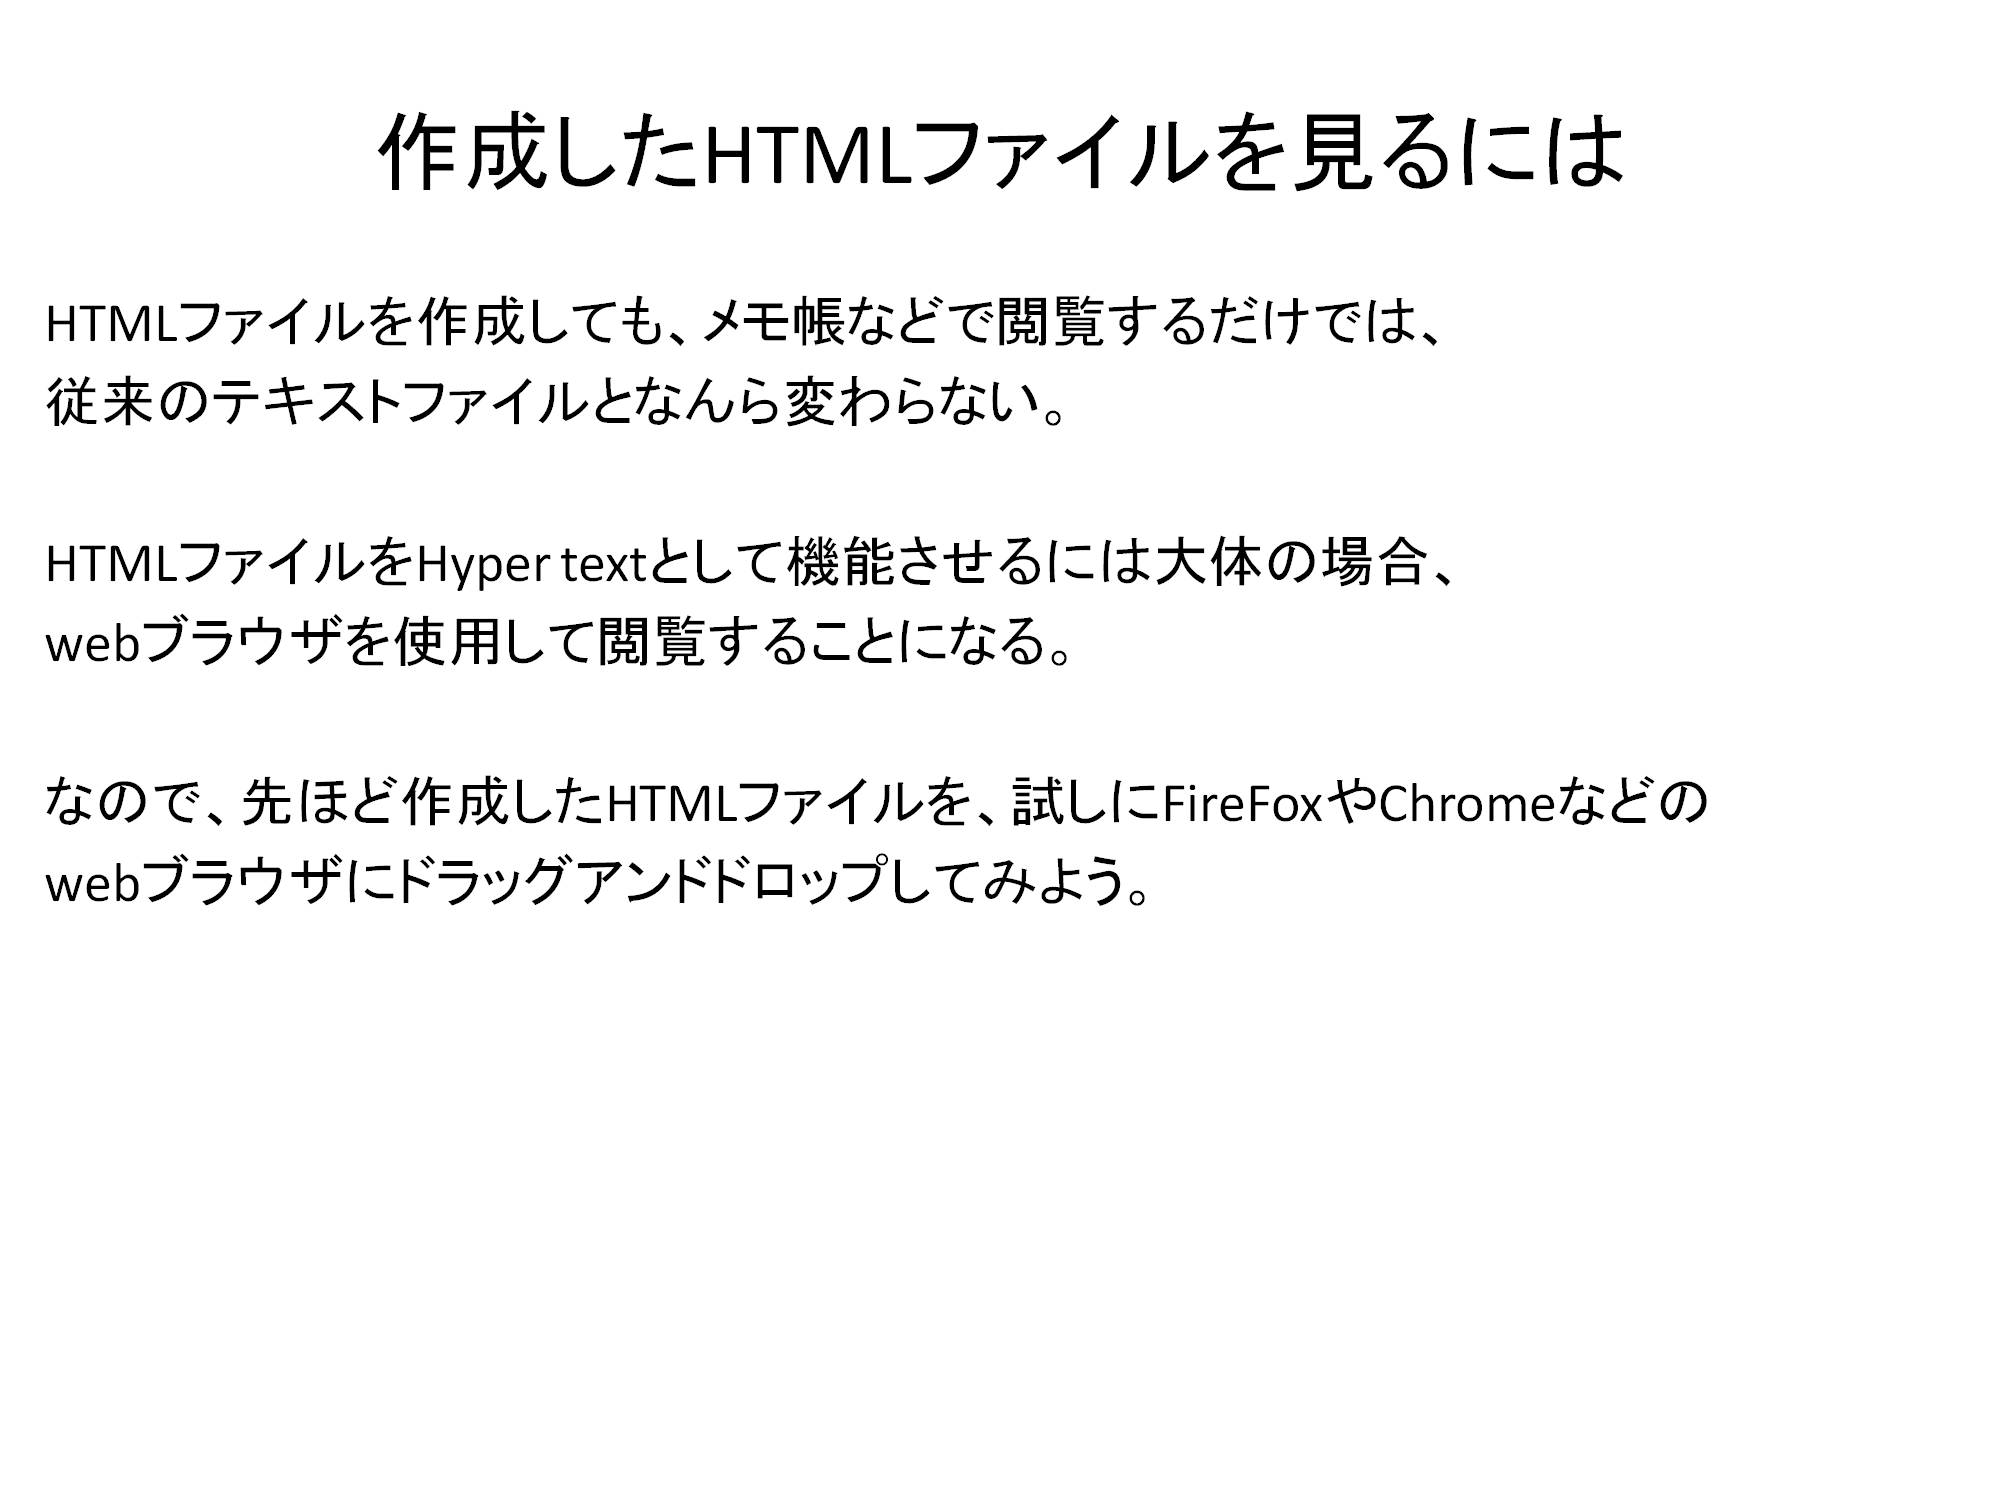 作成したHTMLファイルを見るには
HTMLファイルを作成しても、メモ帳などで閲覧するだけでは、
従来のテキストファイルとなんら変わらない。
HTMLファイルをHyper textとして機能させるには大体の場合、
webブラウザを使用して閲覧することになる。
なので、先ほど作成したHTMLファイルを、試しにFireFoxやChromeなどの
webブラウザにドラッグアンドドロップしてみよう。